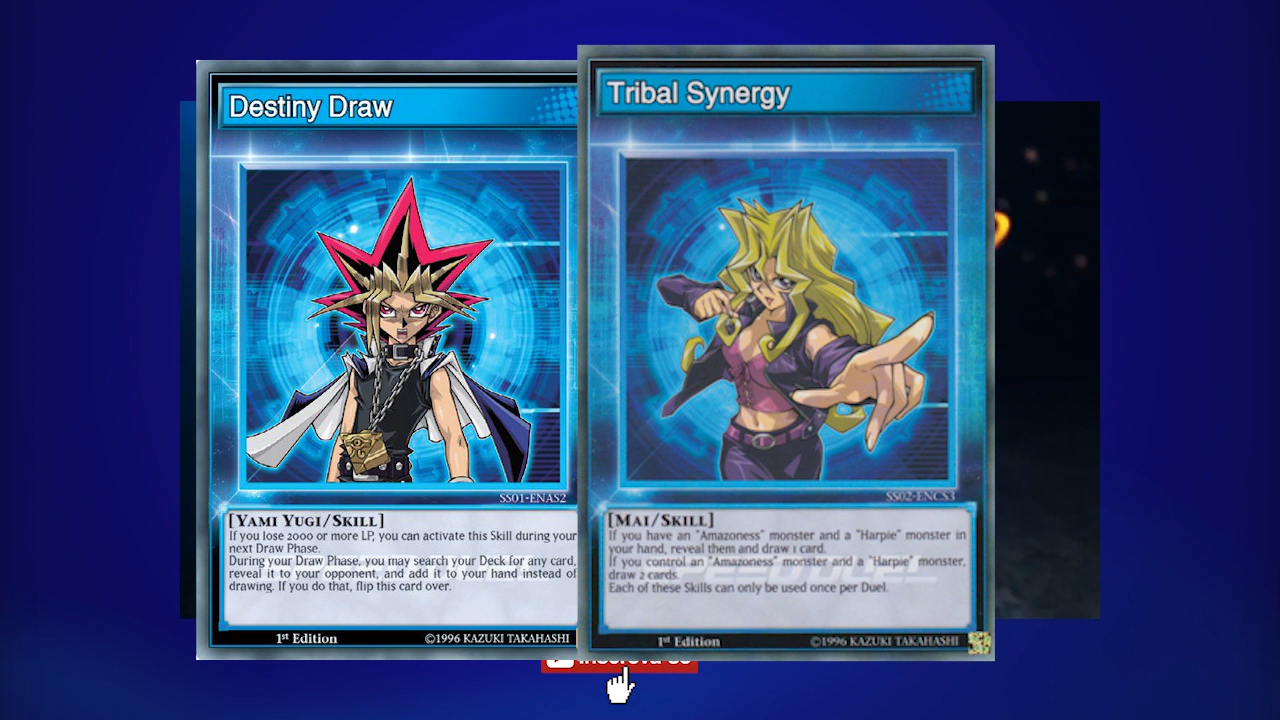 Destiny Draw
SS01-ENAS2
[YAMI YUGI/SKILL]
If you lose 2000 or more LP, you can activate this Skill during your
next Draw Phase.
During your Draw Phase, you may search your Deck for any card,
reveal it to your opponent, and add it to your hand instead of
drawing. If you do that, flip this card over.
1st Edition
©1996 KAZUKI TAKAHASHI
Tribal Synergy
SS02-ENCS3
[MAI/SKILL]
If you have an "Amazoness" monster and a "Harpie" monster in
your hand, reveal them and draw 1 card.
If you control an "Amazoness" monster and a "Harpie" monster,
draw 2 cards.
Each of these Skills can only be used once per Duel.
SPEED DUEL
1st Edition
©1996 KAZUKI TAKAHASHI